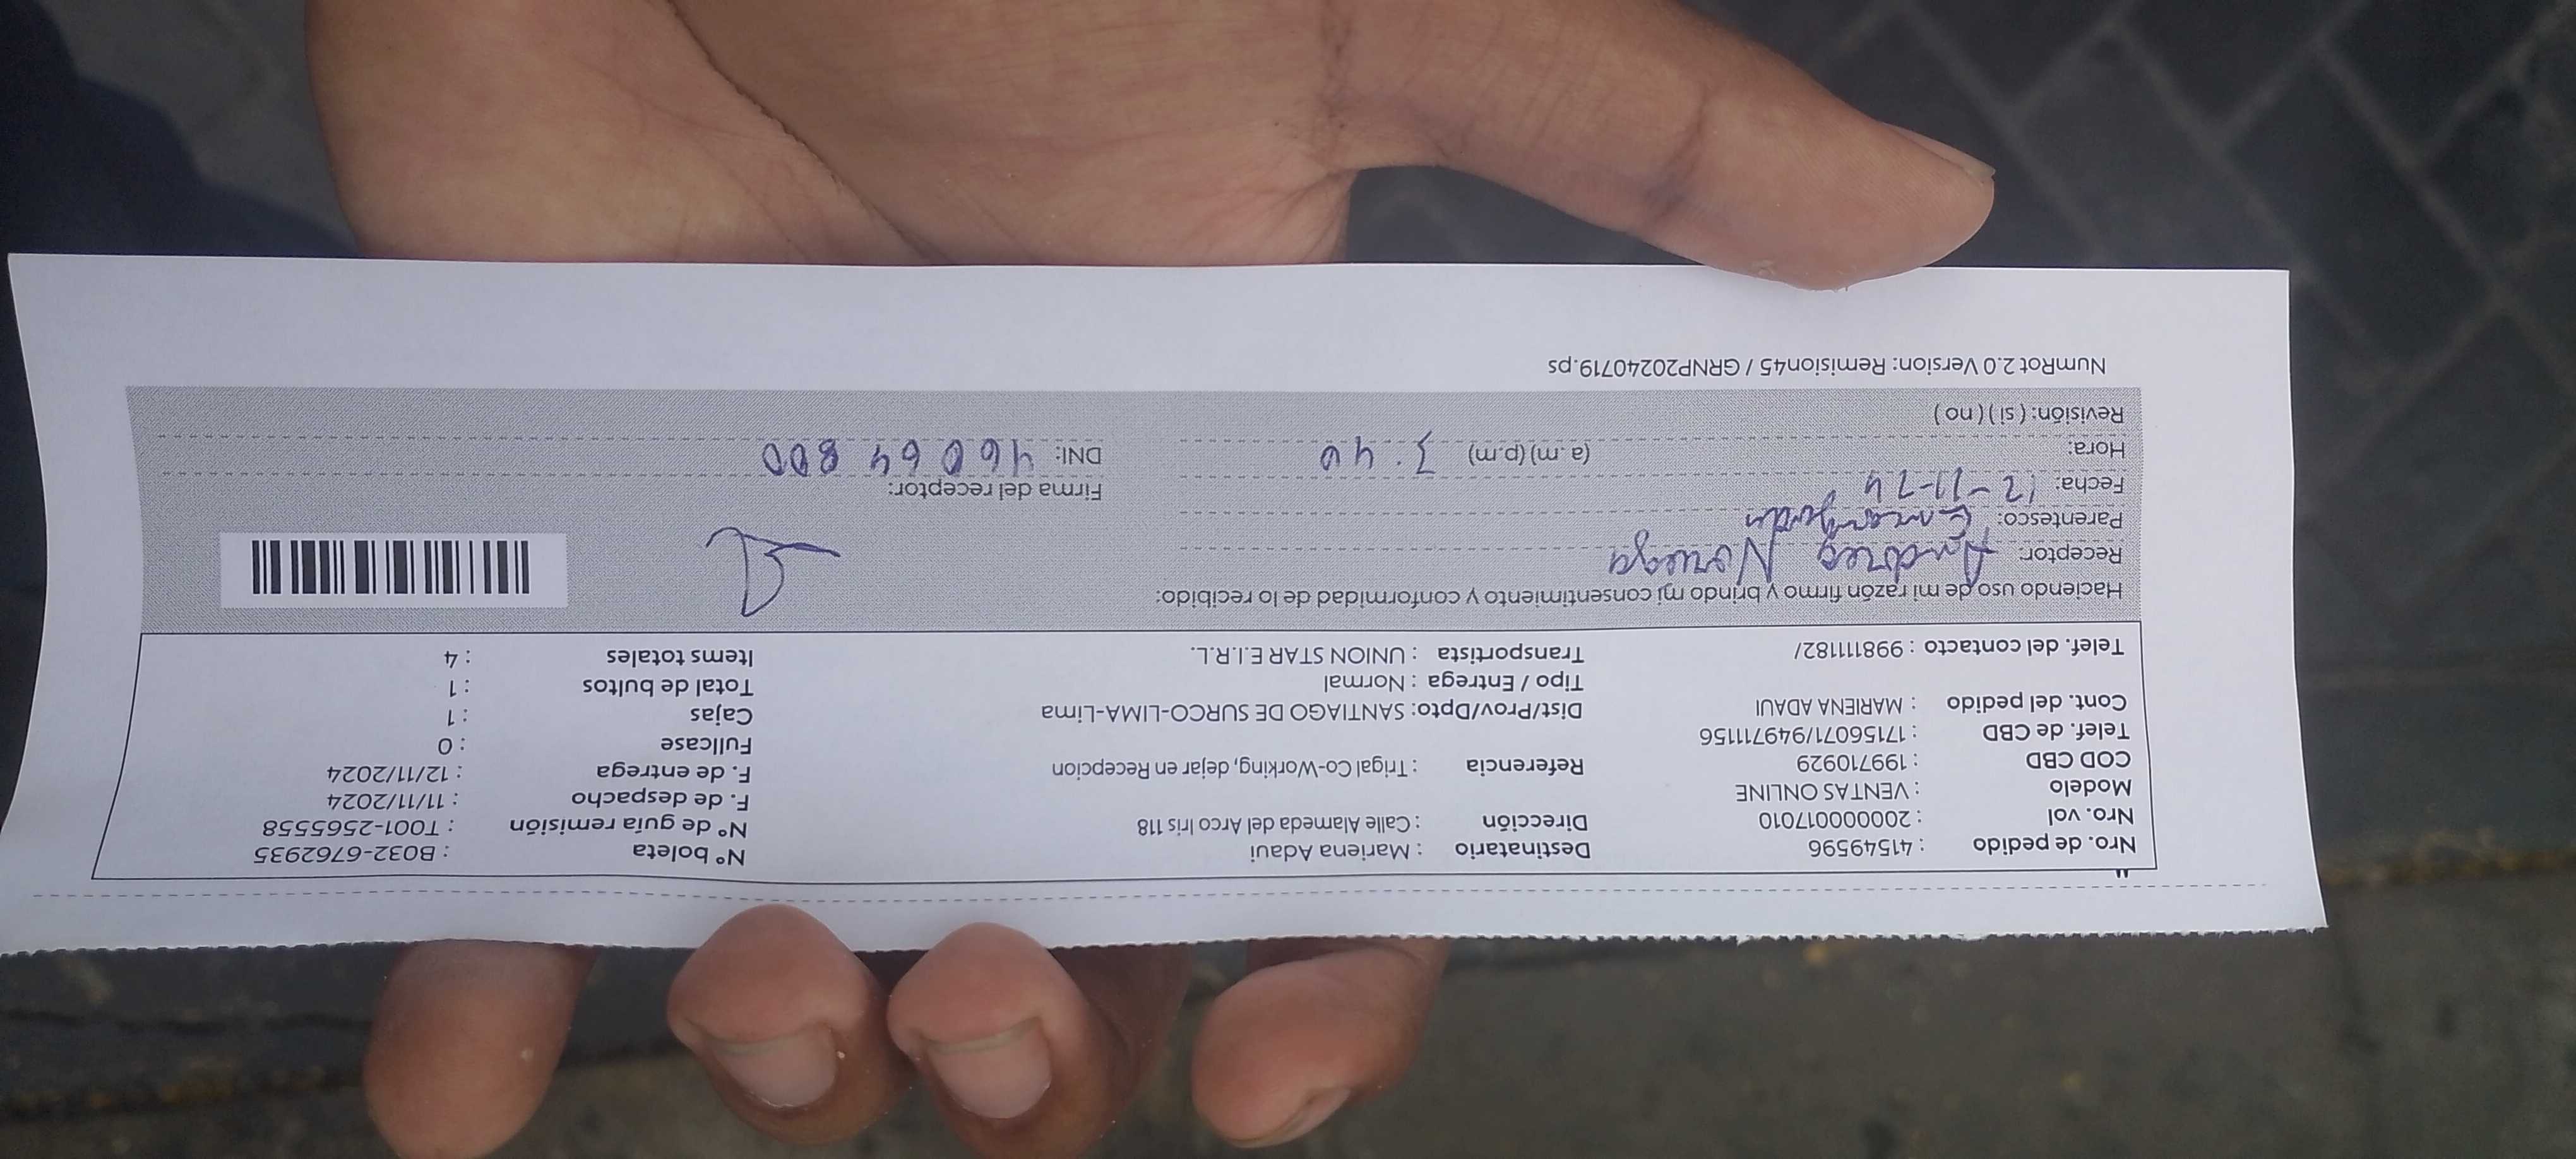 Nro. de pedido : 41549596 Destinatario : Mariena Adaui N° boleta : B032-6762935
Nro. vol : 20000017010 Dirección : Calle Alameda del Arco Iris 118 N° de guía remisión : T001-2565558
Modelo : VENTAS ONLINE F. de despacho : 11/11/2024
COD CBD : 199710929 Referencia : Trigal Co-Working, dejar en Recepcion F. de entrega : 12/11/2024
Telef. de CBD : 17156071/949711156 Fullcase : 0
Cont. del pedido : MARIENA ADAUI Dist/Prov/Dpto: SANTIAGO DE SURCO-LIMA-Lima Cajas : 1
Tipo / Entrega : Normal Total de bultos : 1
Telef. del contacto : 998111182/ Transportista : UNION STAR E.I.R.L. Items totales : 4
Haciendo uso de mi razón firmo y brindo mi consentimiento y conformidad de lo recibido:
Receptor: Andrea Noriega
Parentesco:
Fecha: 12-11-24 Firma del receptor:
Hora: (a.m) (p.m) 3:40 DNI: 46064800
Revisión: ( si ) ( no )
NumRot 2.0 Version: Remision45 / GRNP20240719.ps